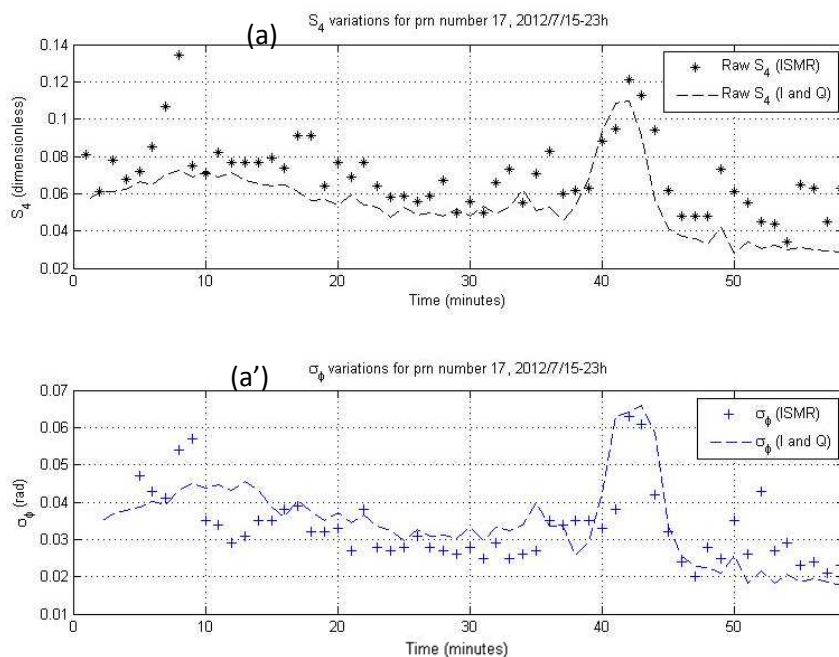 (a)
S₄ variations for prn number 17, 2012/7/15-23h
Raw S₄ (ISMR)
Raw S₄ (I and Q)
S₄ (dimensionless)
0.14
0.12
0.1
0.08
0.06
0.04
0.02
0 10 20 30 40 50
Time (minutes)
(a')
σϕ variations for prn number 17, 2012/7/15-23h
σϕ (ISMR)
σϕ (I and Q)
σϕ (rad)
0.07
0.06
0.05
0.04
0.03
0.02
0.01
0 10 20 30 40 50
Time (minutes)